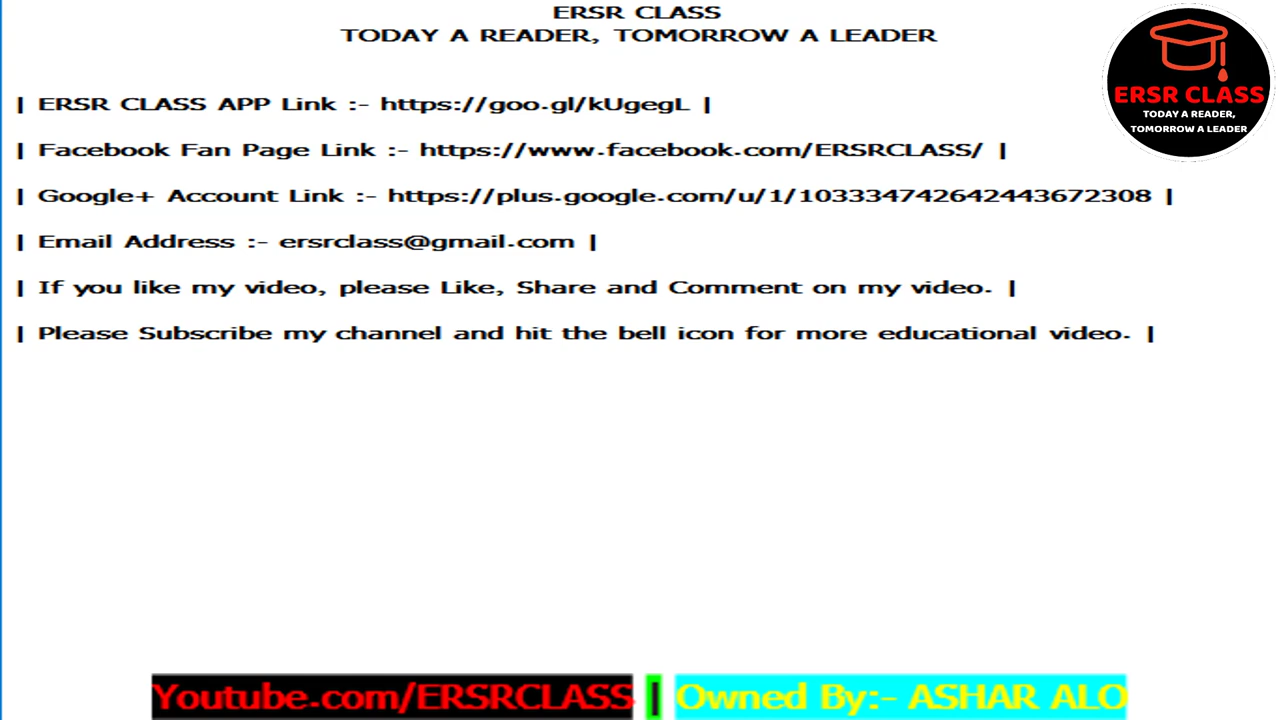 ERSR CLASS
TODAY A READER, TOMORROW A LEADER
| ERSR CLASS APP Link :- https://goo.gl/kUgegL |
| Facebook Fan Page Link :- https://www.facebook.com/ERSRCLASS/ |
| Google+ Account Link :- https://plus.google.com/u/1/103334742642443672308 |
| Email Address :- ersrclass@gmail.com |
| If you like my video, please Like, Share and Comment on my video. |
| Please Subscribe my channel and hit the bell icon for more educational video. |
ERSR CLASS
TODAY A READER,
TOMORROW A LEADER
Youtube.com/ERSRCLASS | Owned By:- ASHAR ALO